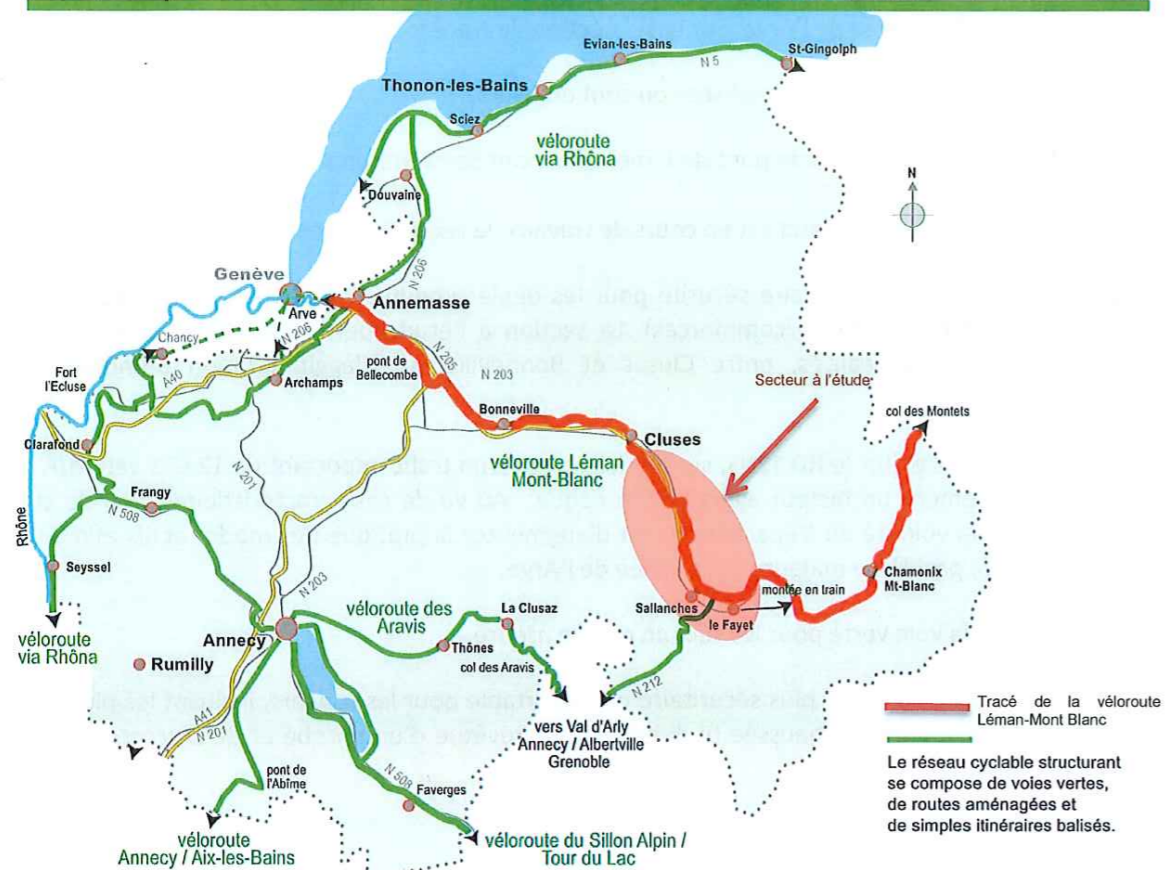 Evian-les-Bains
St-Gingolph
N 5
Thonon-les-Bains
Sciez
véloroute
via Rhôna
Douvaine
N
N 206
Genève
Annemasse
Arve
N 206
Chancy
pont de
Bellecombe
N 205
N 203
Fort
l'Ecluse
A40
Archamps
Secteur à l'étude
Bonneville
col des Montets
Clarafond
Cluses
N 201
véloroute Léman
Mont-Blanc
Frangy
N 508
Rhône
Seyssel
N 203
Chamonix
Mt-Blanc
Sallanches
montée en train
le Fayet
véloroute des
Aravis
La Clusaz
véloroute
via Rhôna
Annecy
Thônes
Rumilly
col des Aravis
N 212
Tracé de la véloroute
Léman-Mont Blanc
vers Val d'Arly
Annecy / Albertville
Grenoble
A41
N 201
Le réseau cyclable structurant
se compose de voies vertes,
de routes aménagées et
de simples itinéraires balisés.
pont de
l'Abîme
N 508
Faverges
véloroute
Annecy / Aix-les-Bains
véloroute du Sillon Alpin /
Tour du Lac